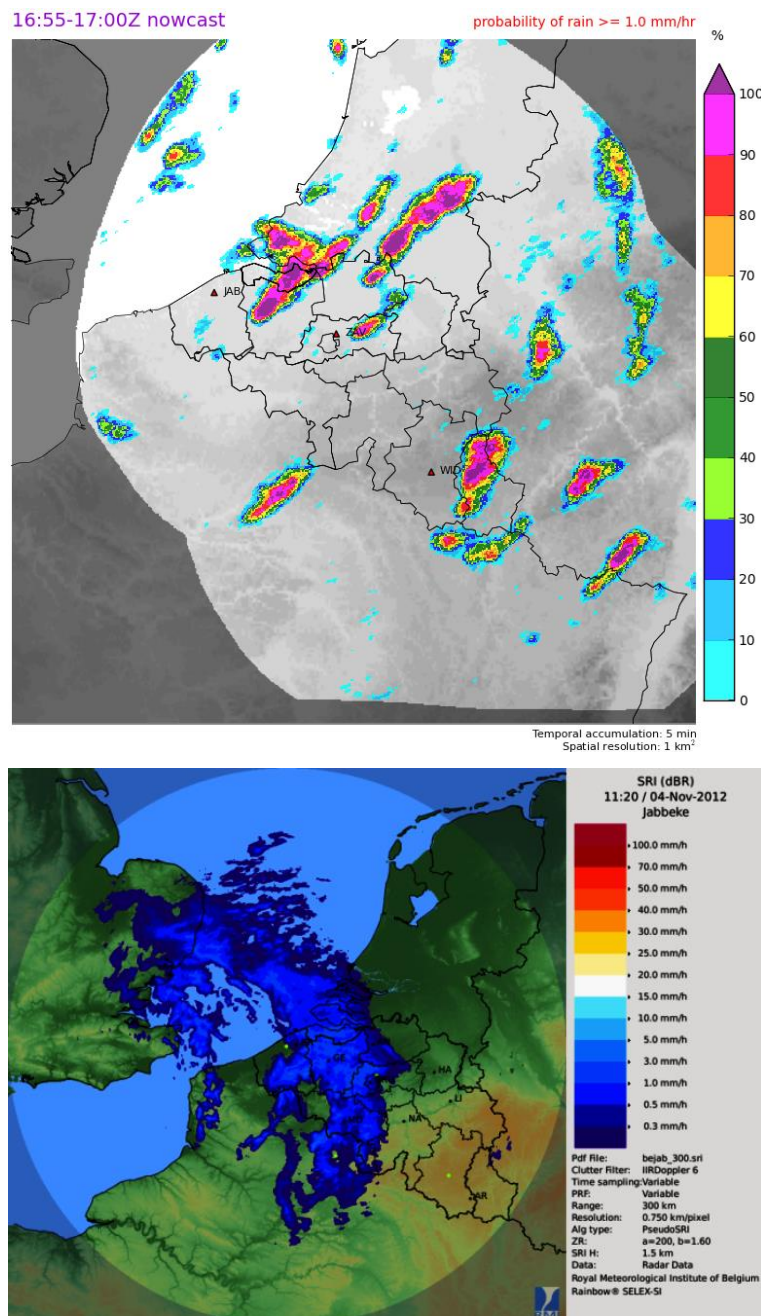 16:55-17:00Z nowcast
probability of rain >= 1.0 mm/hr
%
100
90
80
70
60
50
40
30
20
10
0
JAB
ZAV
WID
Temporal accumulation: 5 min
Spatial resolution: 1 km²
SRI (dBR)
11:20 / 04-Nov-2012
Jabbeke
100.0 mm/h
70.0 mm/h
50.0 mm/h
40.0 mm/h
30.0 mm/h
25.0 mm/h
20.0 mm/h
15.0 mm/h
10.0 mm/h
5.0 mm/h
3.0 mm/h
1.0 mm/h
0.5 mm/h
0.3 mm/h
HA
LI
NA
AR
Pdf File: bejab_300.sri
Clutter Filter: IIRDoppler 6
Time sampling:Variable
PRF: Variable
Range: 300 km
Resolution: 0.750 km/pixel
Alg type: PseudoSRI
ZR: a=200, b=1.60
SRI H: 1.5 km
Data: Radar Data
Royal Meteorological Institute of Belgium
Rainbow® SELEX-SI